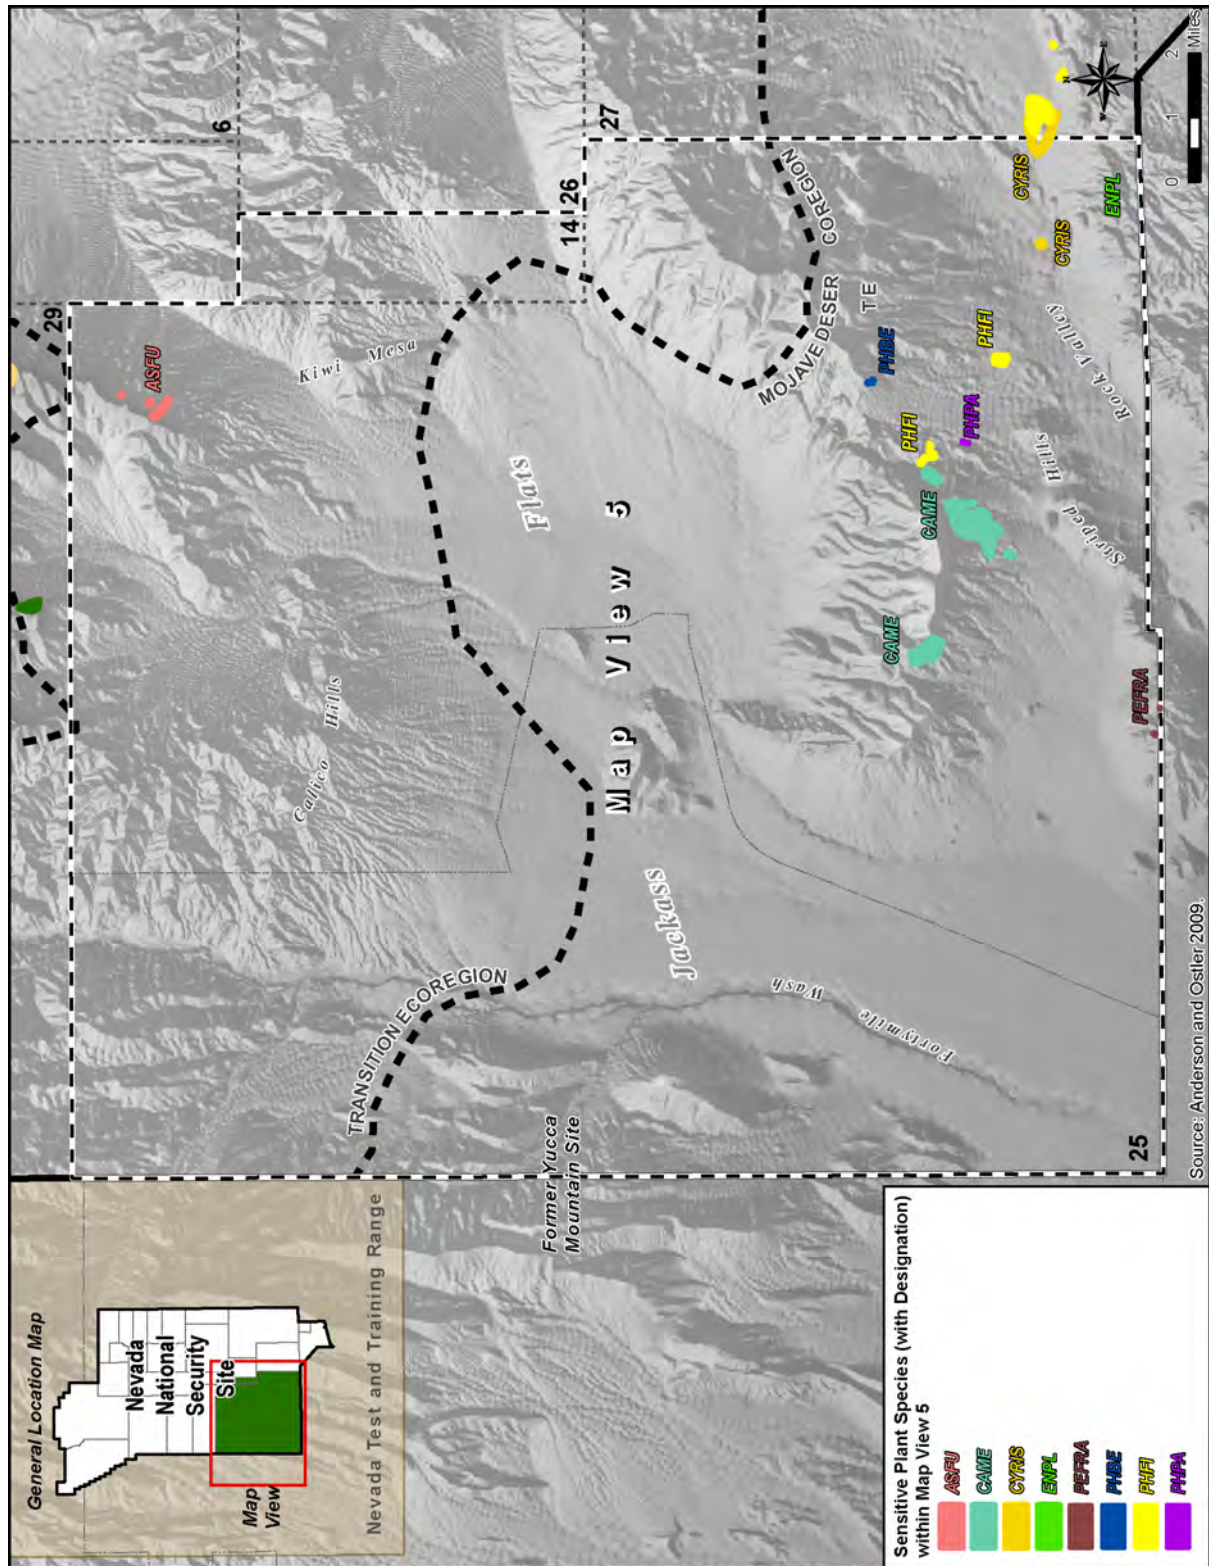 General Location Map
Nevada
National
Security
Site
Map
View
Nevada Test and Training Range
29
6
ASFU
Kiwi Mesa
14
26
27
Calico Hills
Flats
TRANSITION ECOREGION
Map View 5
MOJAVE DESER
TE
COREGION
Former Yucca
Mountain Site
Jackass
Fortymile Wash
PHBE
PHFI
PHFI
PHPA
CAME
CAME
CYRIS
CYRIS
ENPL
Rock Valley
Striped Hills
PEFRA
25
0 1 2
Miles
Sensitive Plant Species (with Designation)
within Map View 5
ASFU
CAME
CYRIS
ENPL
PEFRA
PHBE
PHFI
PHPA
Source: Anderson and Ostler 2009.